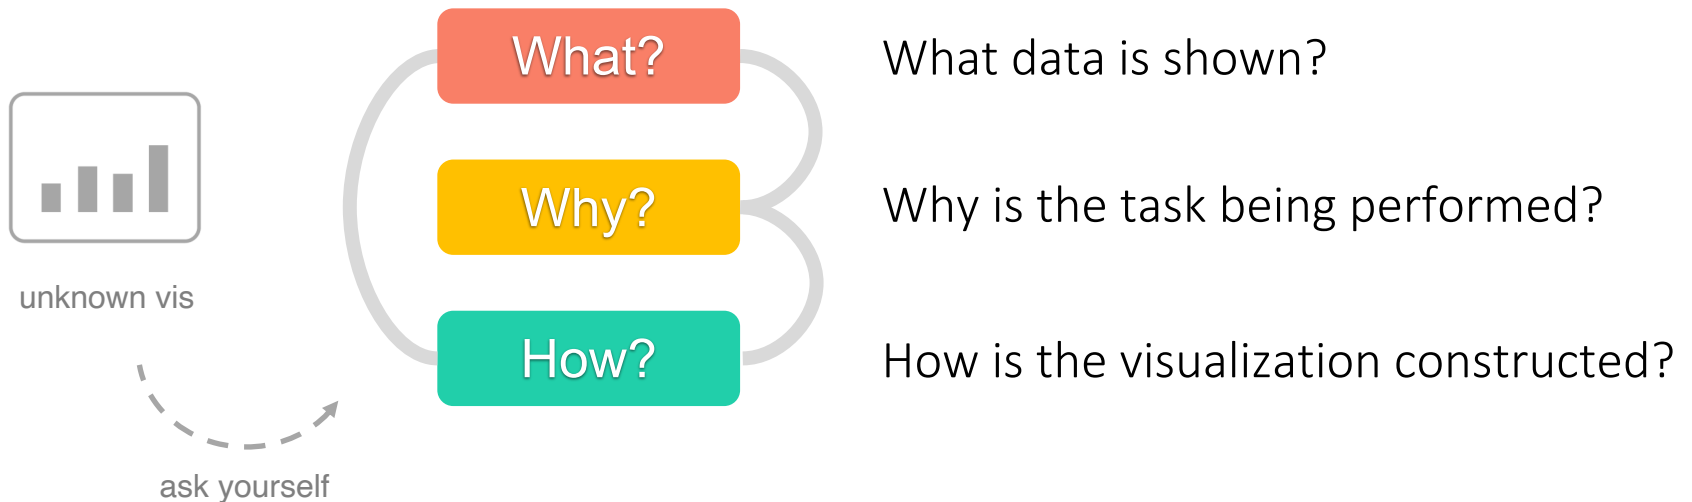 What?
What data is shown?
Why?
Why is the task being performed?
How?
How is the visualization constructed?
unknown vis
ask yourself